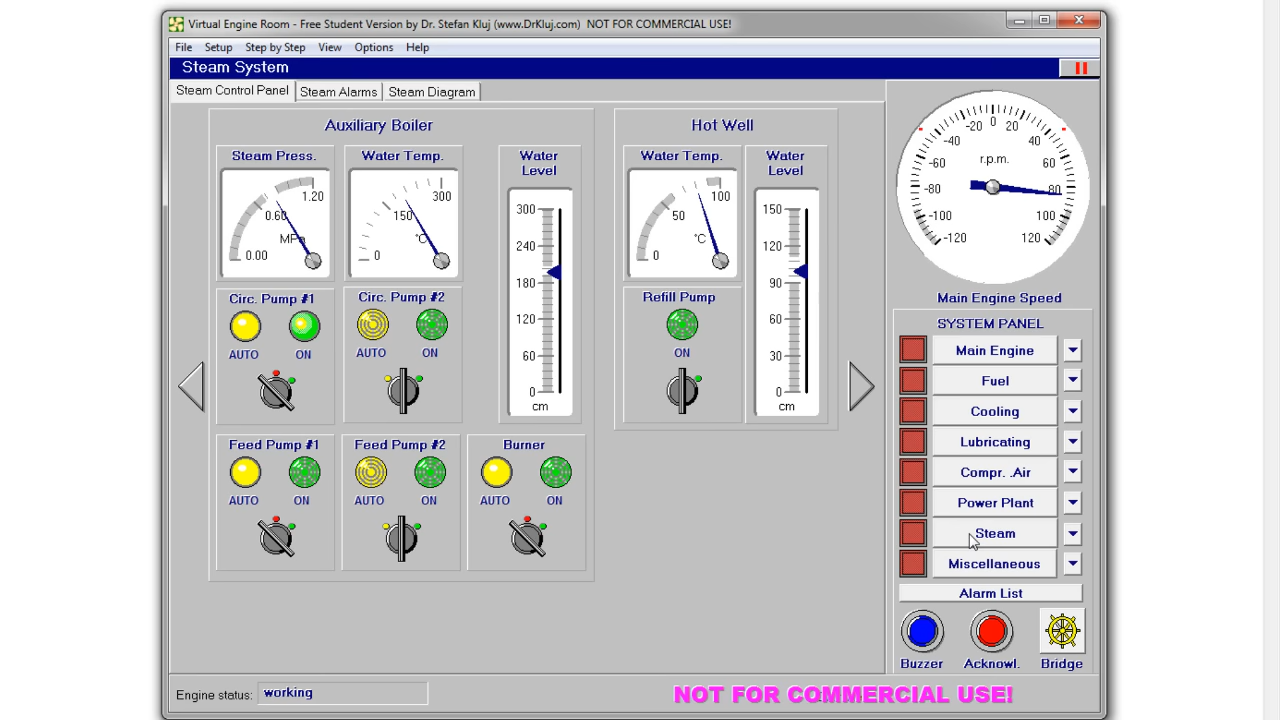 Virtual Engine Room - Free Student Version by Dr. Stefan Kluj (www.DrKluj.com)  NOT FOR COMMERCIAL USE!
File Setup Step by Step View Options Help
Steam System
Steam Control Panel Steam Alarms Steam Diagram
Auxiliary Boiler
Steam Press.
0.00
0.60
1.20
MPa
Water Temp.
0
150
300
°C
Water
Level
300
240
180
120
60
0
cm
Circ. Pump #1
AUTO ON
Circ. Pump #2
AUTO ON
Feed Pump #1
AUTO ON
Feed Pump #2
AUTO ON
Burner
AUTO ON
Hot Well
Water Temp.
0
50
100
°C
Water
Level
150
120
90
60
30
0
cm
Refill Pump
ON
-120
-100
-80
-60
-40
-20
0
20
40
60
80
100
120
r.p.m.
Main Engine Speed
SYSTEM PANEL
Main Engine
Fuel
Cooling
Lubricating
Compr. .Air
Power Plant
Steam
Miscellaneous
Alarm List
Buzzer Acknowl. Bridge
Engine status: working
NOT FOR COMMERCIAL USE!